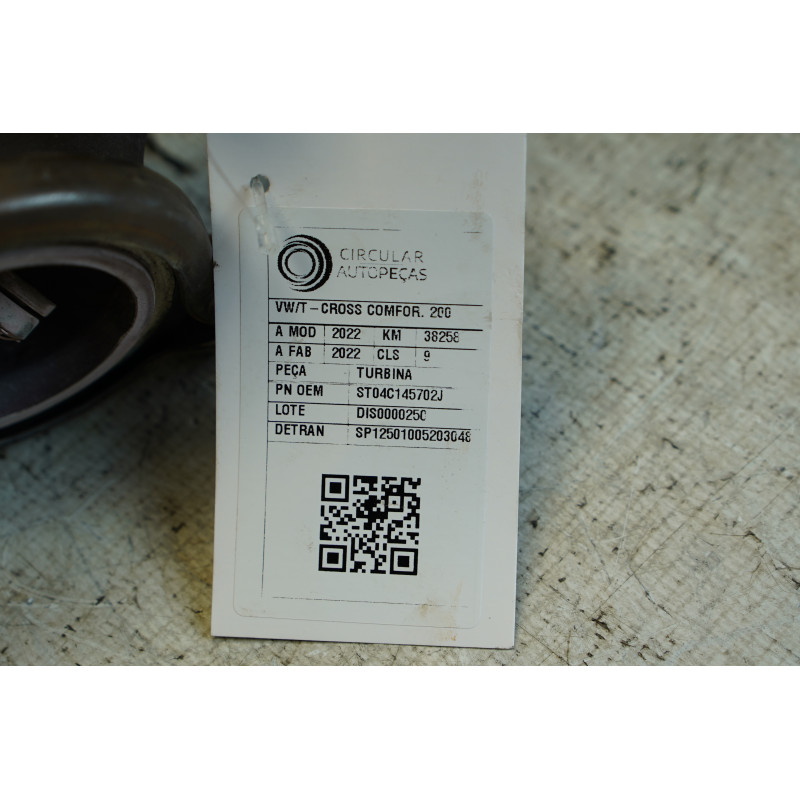 CIRCULAR
AUTOPEÇAS
VW/T-CROSS COMFOR. 200
A MOD 2022 KM 38258
A FAB 2022 CLS 9
PEÇA TURBINA
PN OEM ST04C145702J
LOTE DIS0000250
DETRAN SP12501005203048